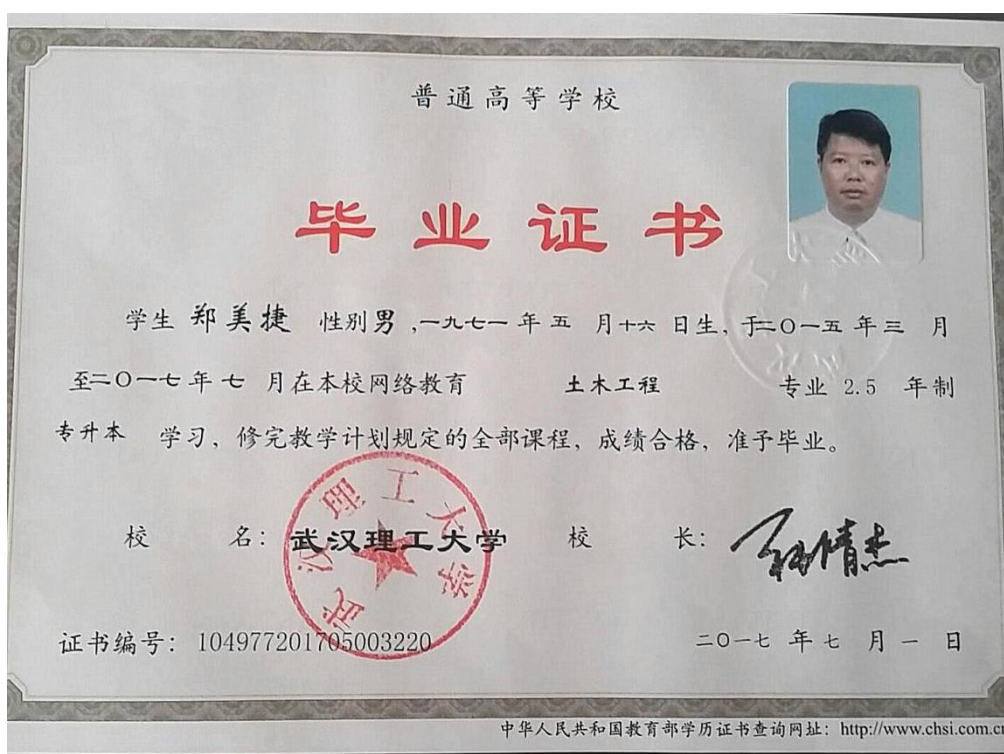 普通高等学校
毕业证书
学生 郑美捷 性别男,一九七一年五 月十六 日生,于二〇一五年三 月
至二〇一七年七 月在本校网络教育 土木工程 专业 2.5 年制
专升本 学习,修完教学计划规定的全部课程,成绩合格,准予毕业。
校 名:武汉理工大学 校 长:
武汉理工大学
证书编号:104977201705003220 二〇一七 年七 月 一 日
中华人民共和国教育部学历证书查询网址:http://www.chsi.com.c